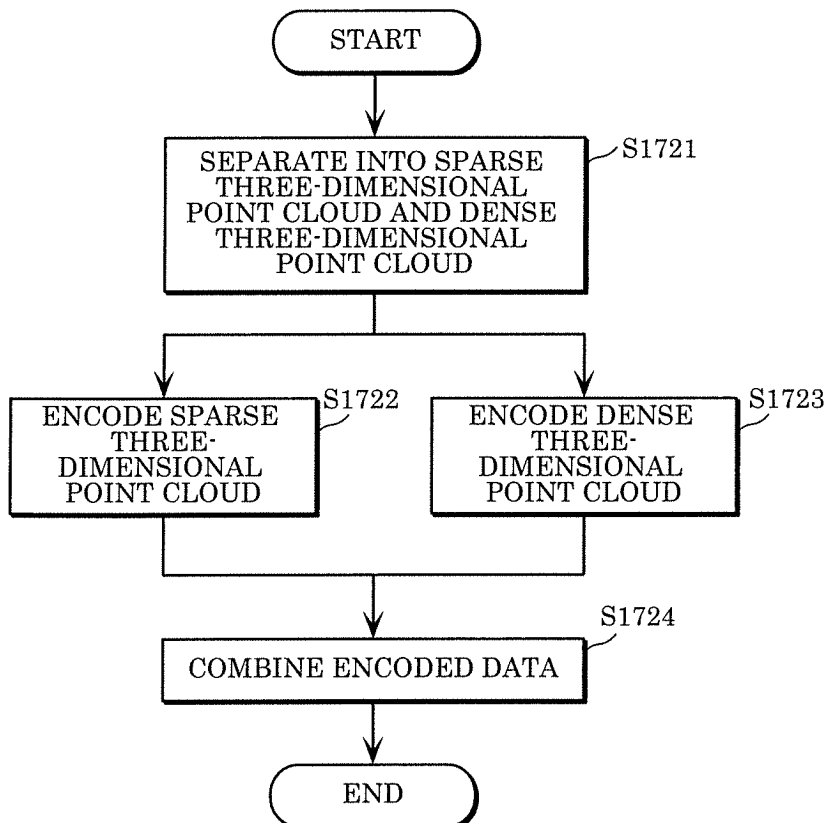 START
SEPARATE INTO SPARSE
THREE-DIMENSIONAL
POINT CLOUD AND DENSE
THREE-DIMENSIONAL
POINT CLOUD
S1721
ENCODE SPARSE
THREE-
DIMENSIONAL
POINT CLOUD
S1722
ENCODE DENSE
THREE-
DIMENSIONAL
POINT CLOUD
S1723
COMBINE ENCODED DATA
S1724
END